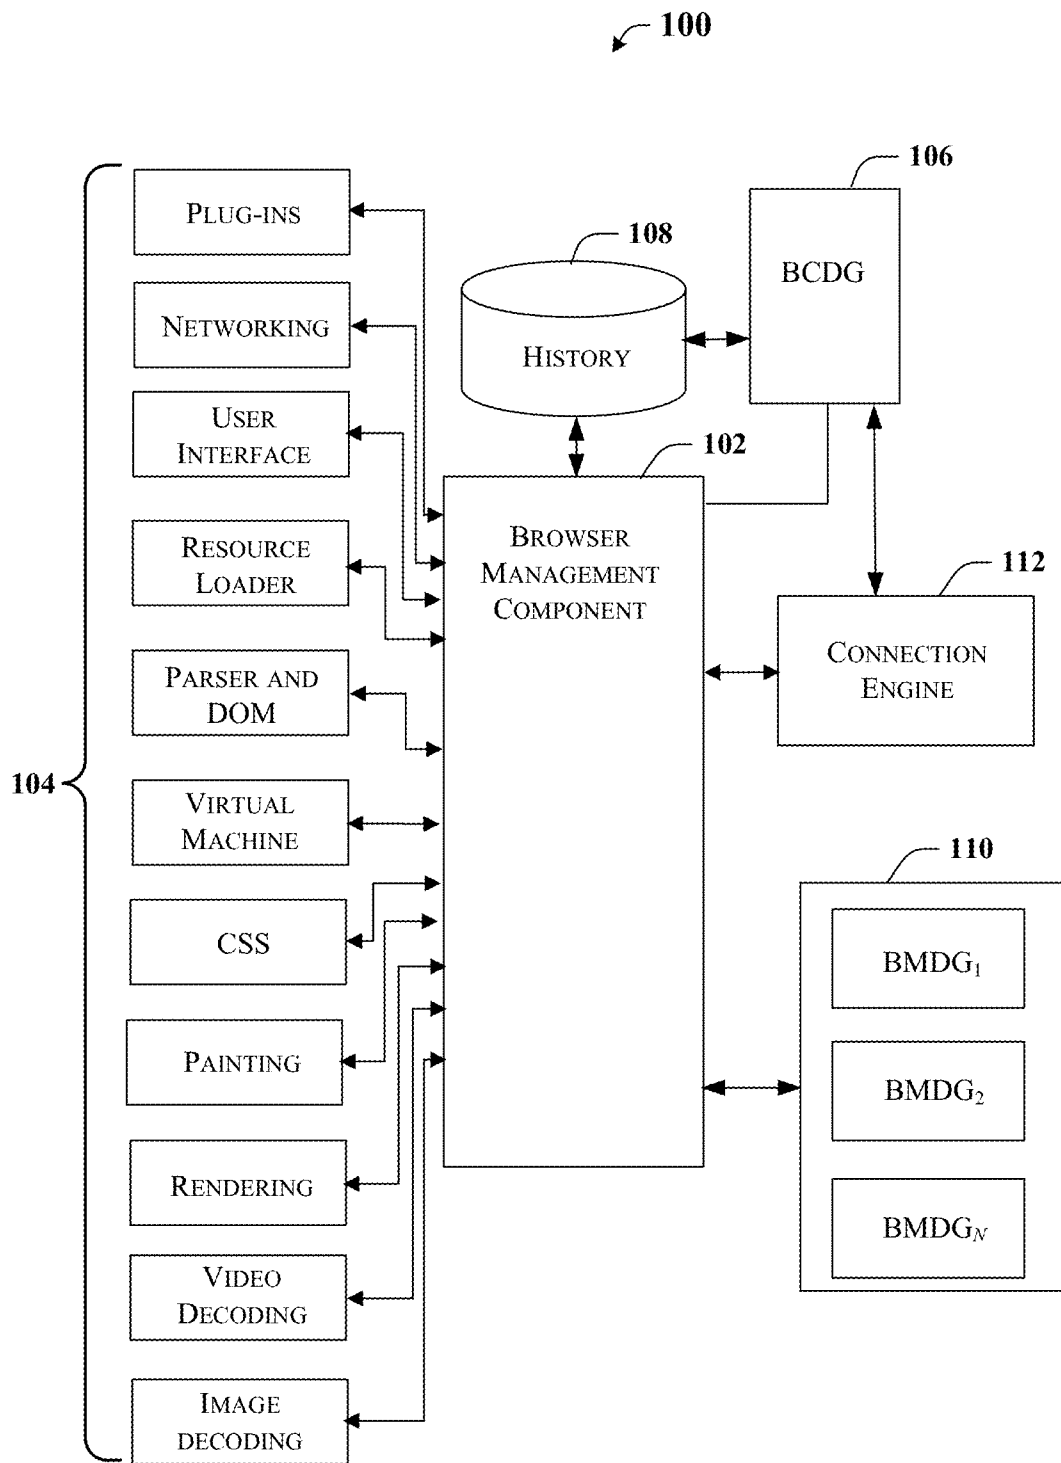 100
PLUG-INS
NETWORKING
USER
INTERFACE
RESOURCE
LOADER
PARSER AND
DOM
VIRTUAL
MACHINE
CSS
PAINTING
RENDERING
VIDEO
DECODING
IMAGE
DECODING
104
108
HISTORY
106
BCDG
102
BROWSER
MANAGEMENT
COMPONENT
112
CONNECTION
ENGINE
110
BMDG₁
BMDG₂
BMDG_N